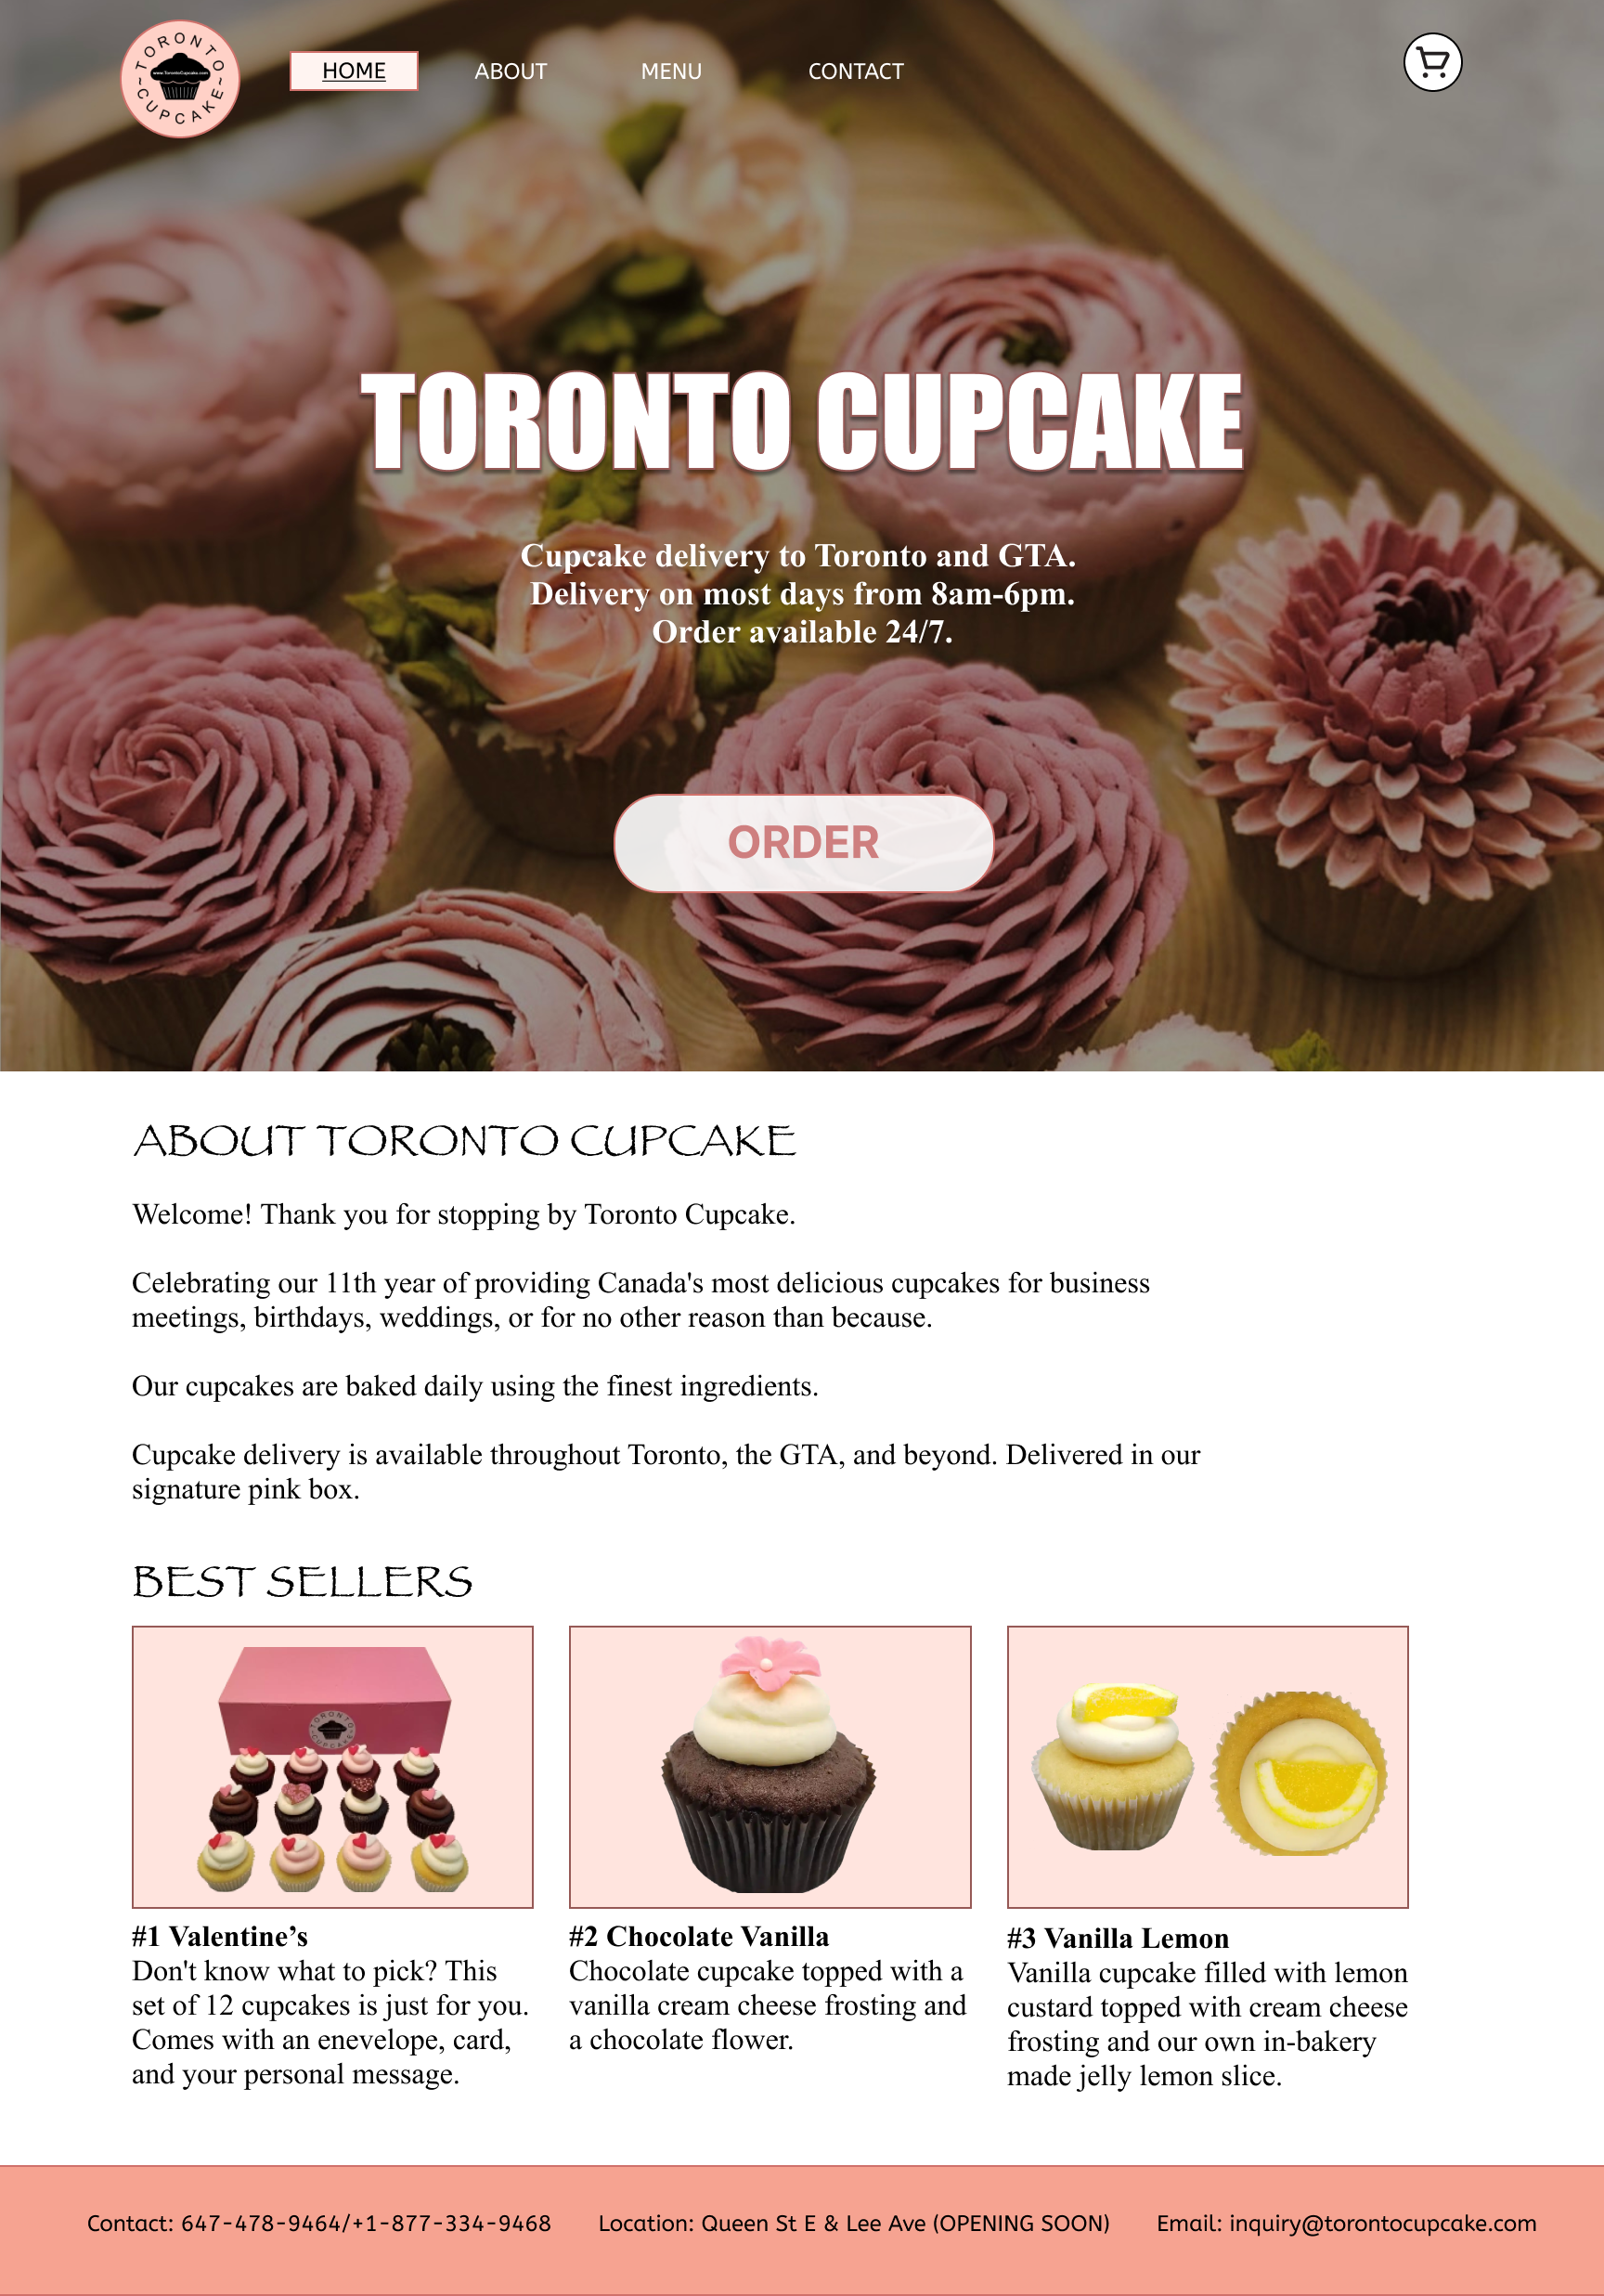 TORONTO
www.TorontoCupcake.com
~CUPCAKE~
HOME
ABOUT
MENU
CONTACT
TORONTO CUPCAKE
Cupcake delivery to Toronto and GTA.
Delivery on most days from 8am-6pm.
Order available 24/7.
ORDER
ABOUT TORONTO CUPCAKE
Welcome! Thank you for stopping by Toronto Cupcake.
Celebrating our 11th year of providing Canada's most delicious cupcakes for business
meetings, birthdays, weddings, or for no other reason than because.
Our cupcakes are baked daily using the finest ingredients.
Cupcake delivery is available throughout Toronto, the GTA, and beyond. Delivered in our
signature pink box.
BEST SELLERS
TORONTO
CUPCAKE
#1 Valentine’s
Don't know what to pick? This
set of 12 cupcakes is just for you.
Comes with an enevelope, card,
and your personal message.
#2 Chocolate Vanilla
Chocolate cupcake topped with a
vanilla cream cheese frosting and
a chocolate flower.
#3 Vanilla Lemon
Vanilla cupcake filled with lemon
custard topped with cream cheese
frosting and our own in-bakery
made jelly lemon slice.
Contact: 647-478-9464/+1-877-334-9468
Location: Queen St E & Lee Ave (OPENING SOON)
Email: inquiry@torontocupcake.com